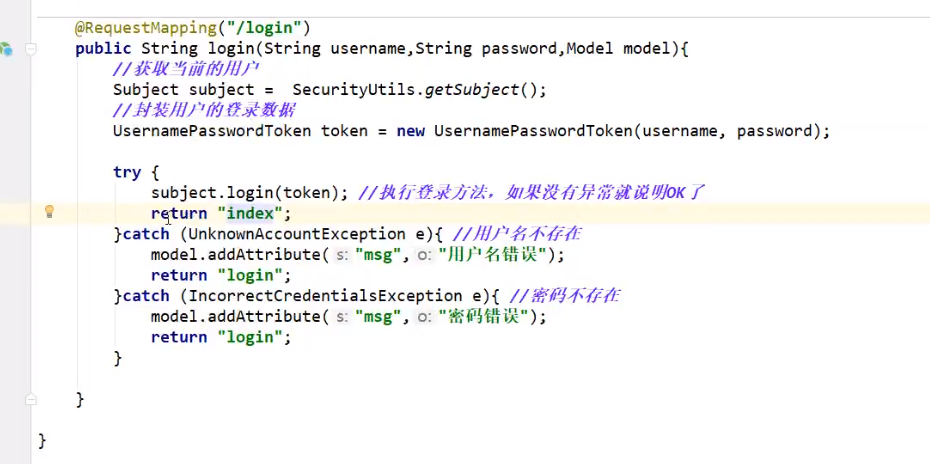 @RequestMapping("/login")
public String login(String username,String password,Model model){
//获取当前的用户
Subject subject =  SecurityUtils.getSubject();
//封装用户的登录数据
UsernamePasswordToken token = new UsernamePasswordToken(username, password);
try {
subject.login(token); //执行登录方法，如果没有异常就说明OK了
return "index";
}catch (UnknownAccountException e){ //用户名不存在
model.addAttribute( s: "msg", o: "用户名错误");
return "login";
}catch (IncorrectCredentialsException e){ //密码不存在
model.addAttribute( s: "msg", o: "密码错误");
return "login";
}
}
}